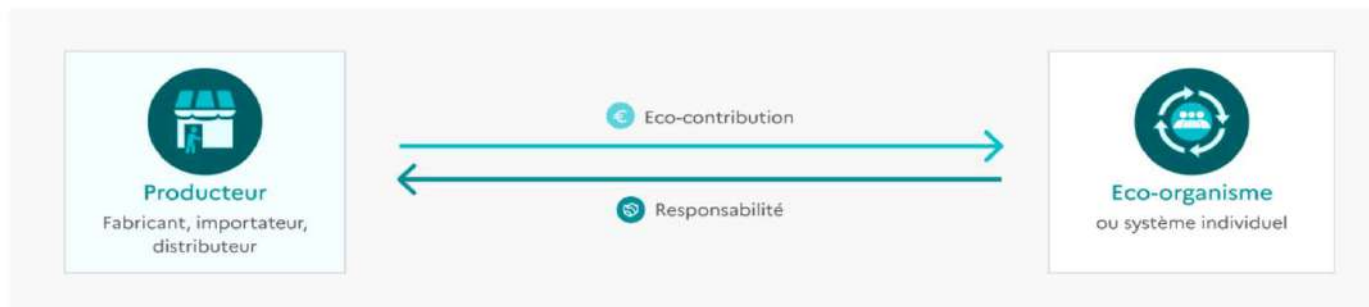 Eco-contribution
Responsabilité
Producteur
Fabricant, importateur,
distributeur
Eco-organisme
ou système individuel